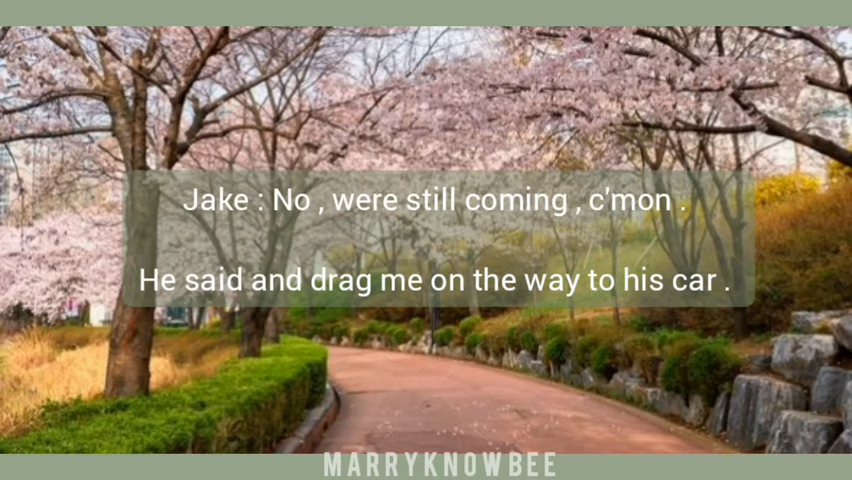 Jake : No , were still coming , c'mon .
He said and drag me on the way to his car .
MARRYKNOWBEE